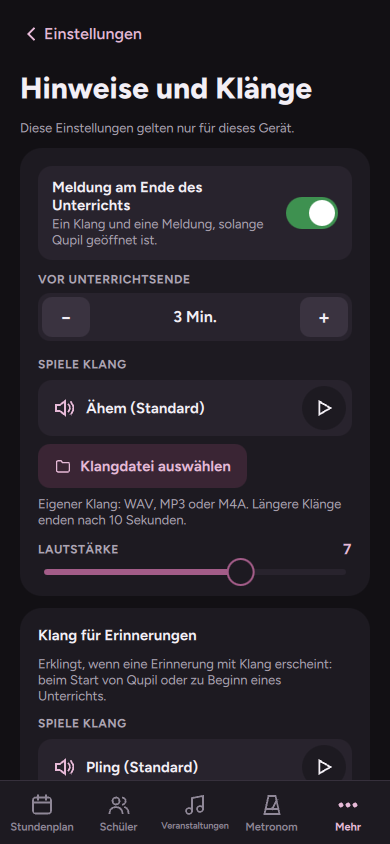 Einstellungen
Hinweise und Klänge
Diese Einstellungen gelten nur für dieses Gerät.
Meldung am Ende des
Unterrichts
Ein Klang und eine Meldung, solange
Qupil geöffnet ist.
VOR UNTERRICHTSENDE
−
3 Min.
+
SPIELE KLANG
Ähem (Standard)
Klangdatei auswählen
Eigener Klang: WAV, MP3 oder M4A. Längere Klänge
enden nach 10 Sekunden.
LAUTSTÄRKE
7
Klang für Erinnerungen
Erklingt, wenn eine Erinnerung mit Klang erscheint:
beim Start von Qupil oder zu Beginn eines
Unterrichts.
SPIELE KLANG
Pling (Standard)
Stundenplan
Schüler
Veranstaltungen
Metronom
Mehr